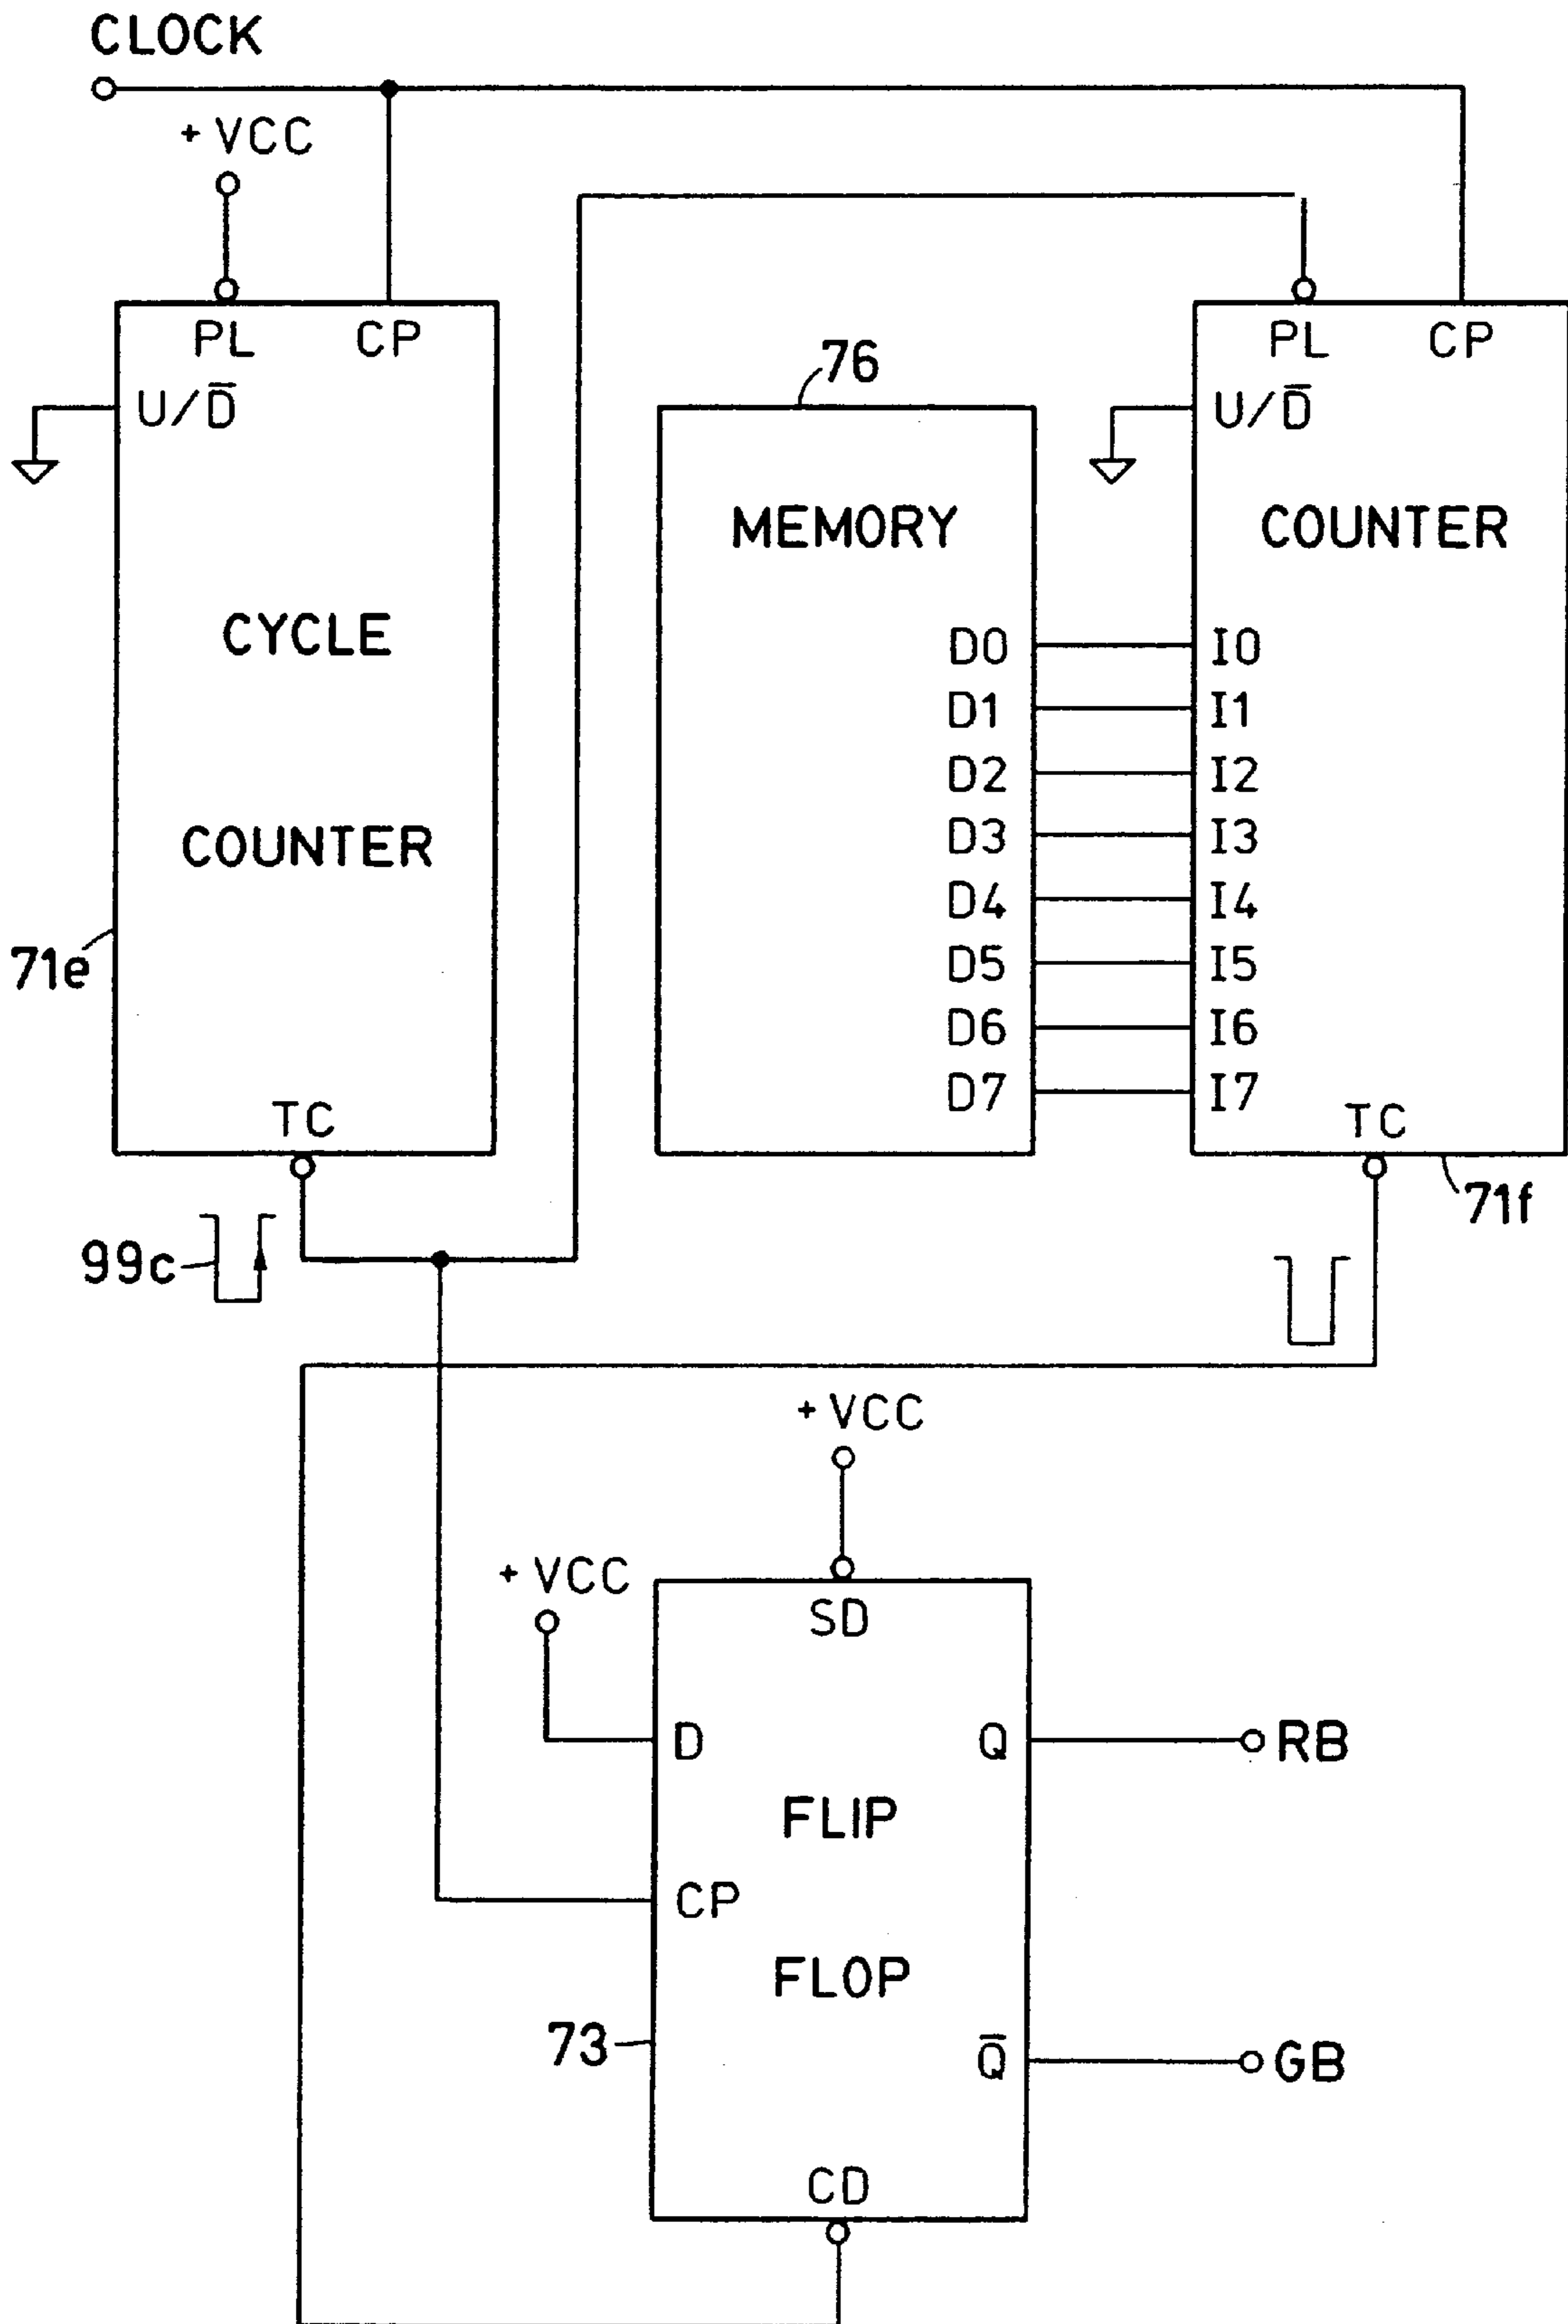 CLOCK
+ VCC
PL CP
U/D̅
CYCLE
COUNTER
71e
TC
99c
76
MEMORY
D0
D1
D2
D3
D4
D5
D6
D7
PL CP
U/D̅
COUNTER
I0
I1
I2
I3
I4
I5
I6
I7
TC
71f
+ VCC
+ VCC
SD
D
Q
RB
FLIP
CP
FLOP
73
Q̅
GB
CD